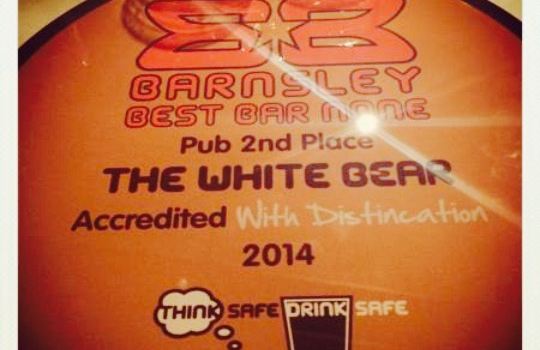 BARNSLEY
BEST BAR NONE
Pub 2nd Place
THE WHITE BEAR
Accredited With Distincation
2014
THINK SAFE DRINK SAFE